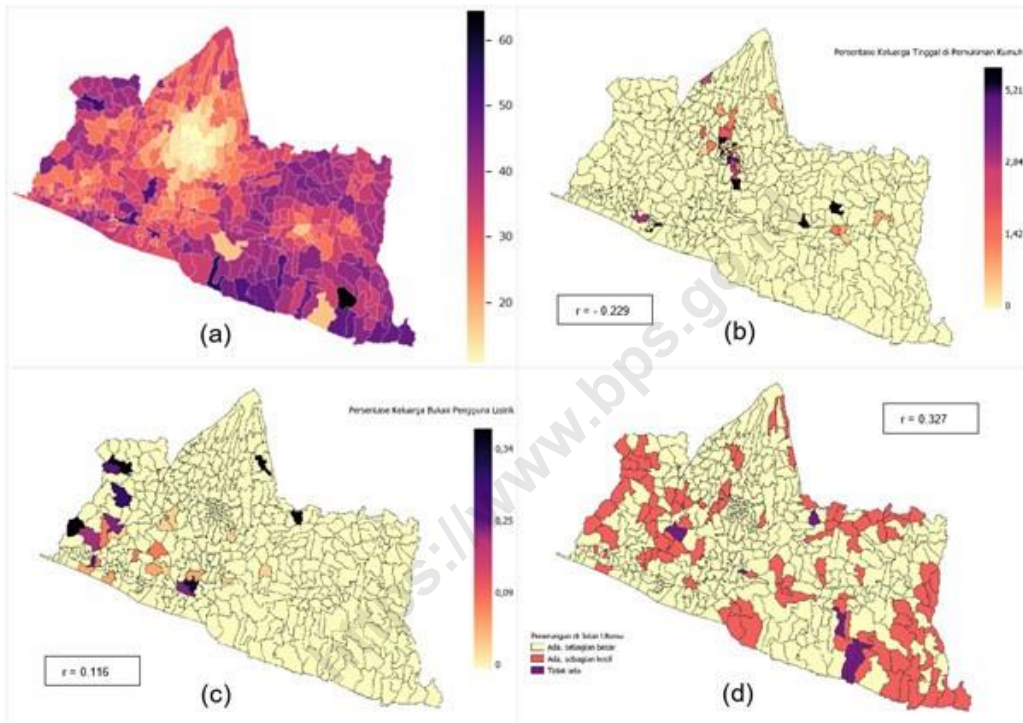 60
50
40
30
20
(a)
Persentase Keluarga Tinggal di Pemukiman Kumuh
5,21
2,84
1,42
0
r = - 0.229
(b)
Persentase Keluarga Bukan Pengguna Listrik
0,34
0,25
0,09
0
r = 0.116
(c)
r = 0.327
Penerangan di Jalan Utama
Ada, sebagian besar
Ada, sebagian kecil
Tidak ada
(d)
https://www.bps.go.id